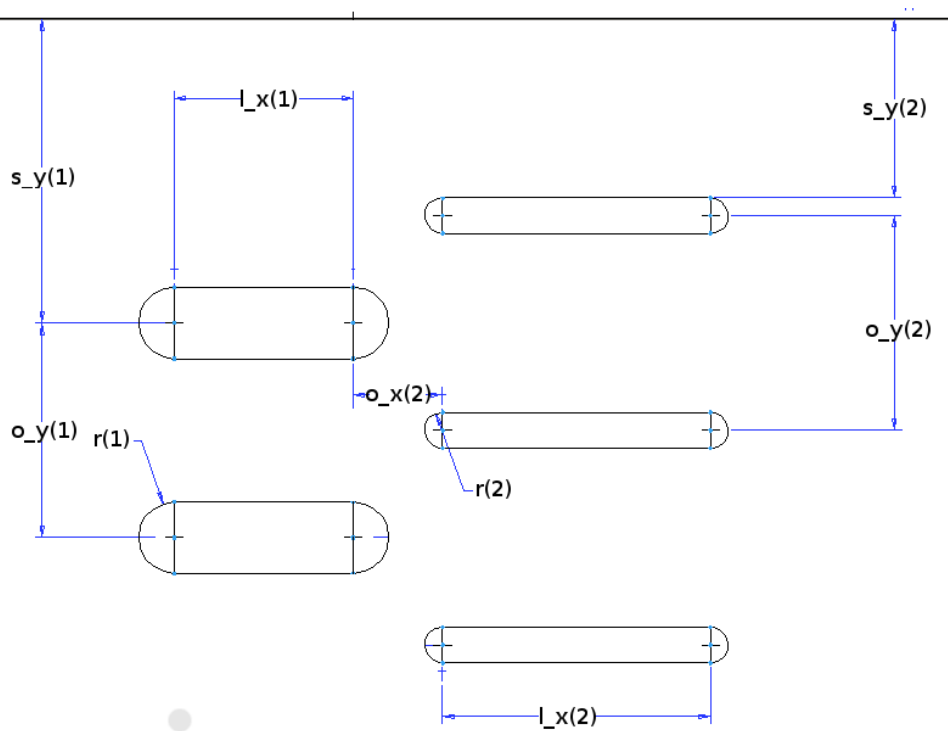 l_x(1)
s_y(2)
s_y(1)
o_y(2)
o_x(2)
o_y(1)
r(1)
r(2)
l_x(2)